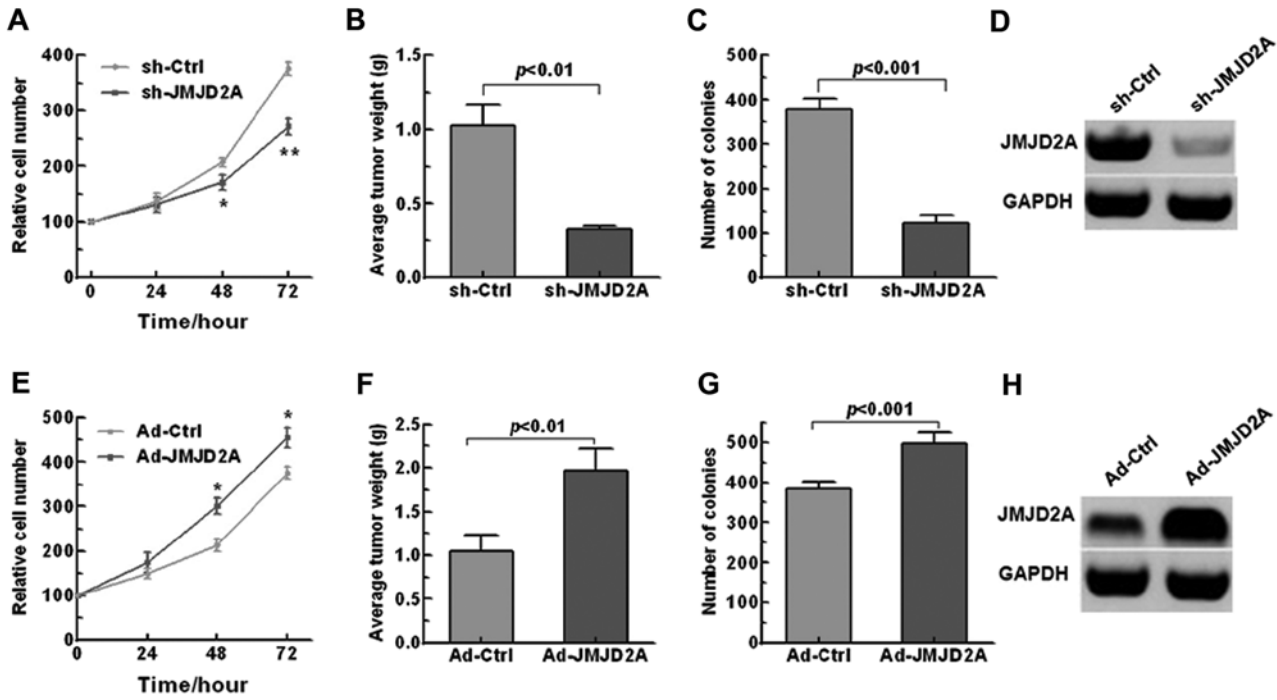 A
Relative cell number
400
300
200
100
0
sh-Ctrl
sh-JMJD2A
*
**
0 24 48 72
Time/hour
B
Average tumor weight (g)
1.5
1.0
0.5
0.0
p<0.01
sh-Ctrl sh-JMJD2A
C
Number of colonies
500
400
300
200
100
0
p<0.001
sh-Ctrl sh-JMJD2A
D
sh-Ctrl
sh-JMJD2A
JMJD2A
GAPDH
E
Relative cell number
500
400
300
200
100
0
Ad-Ctrl
Ad-JMJD2A
*
*
0 24 48 72
Time/hour
F
Average tumor weight (g)
2.5
2.0
1.5
1.0
0.5
0.0
p<0.01
Ad-Ctrl Ad-JMJD2A
G
Number of colonies
500
400
300
200
100
0
p<0.001
Ad-Ctrl Ad-JMJD2A
H
Ad-Ctrl
Ad-JMJD2A
JMJD2A
GAPDH